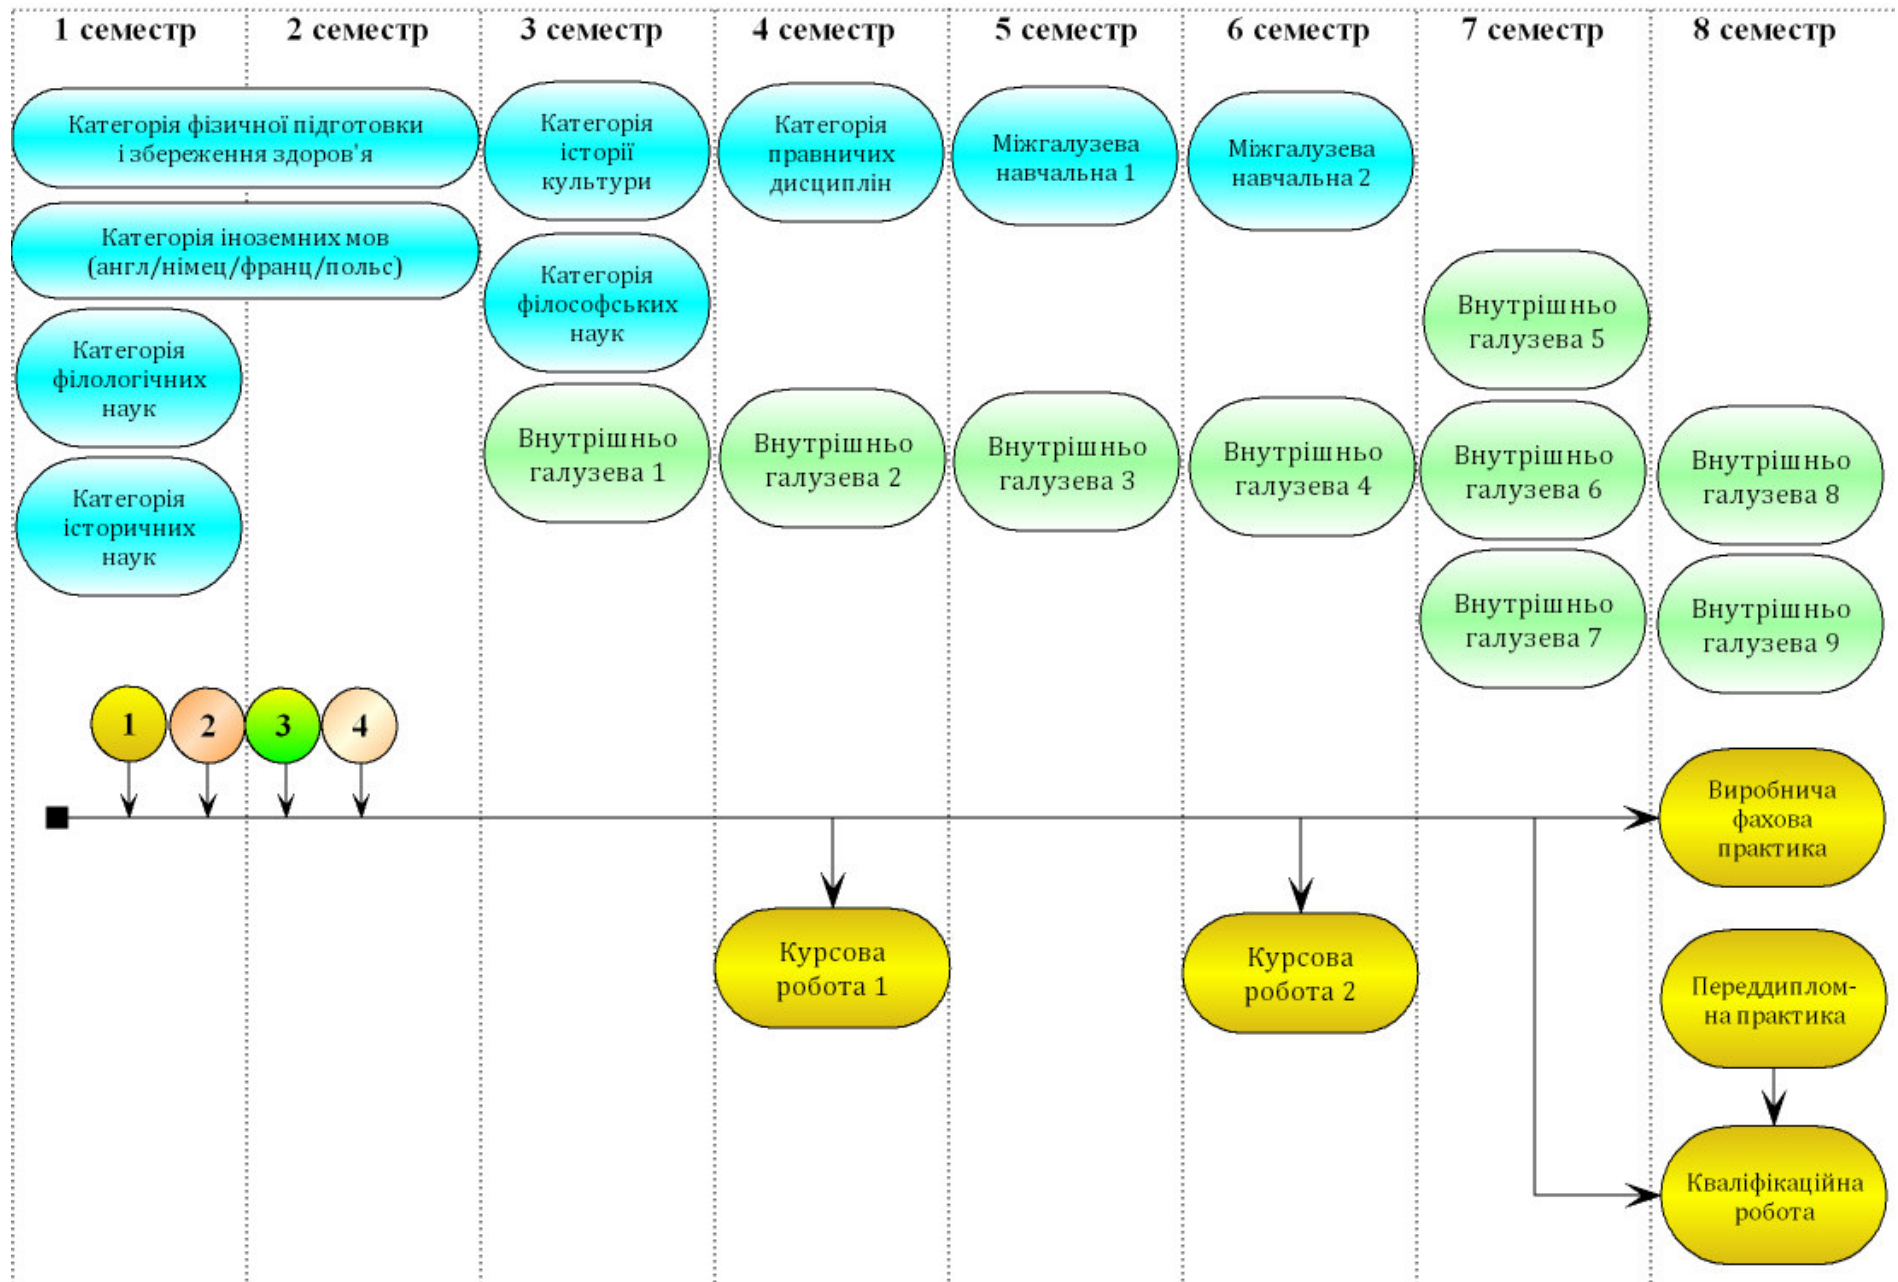 1 семестр
2 семестр
3 семестр
4 семестр
5 семестр
6 семестр
7 семестр
8 семестр
Категорія фізичної підготовки
і збереження здоров'я
Категорія іноземних мов
(англ/німец/франц/польс)
Категорія
філологічних
наук
Категорія
історичних
наук
Категорія
історії
культури
Категорія
філософських
наук
Внутрішньо
галузева 1
Категорія
правничих
дисциплін
Внутрішньо
галузева 2
Міжгалузева
навчальна 1
Внутрішньо
галузева 3
Міжгалузева
навчальна 2
Внутрішньо
галузева 4
Внутрішньо
галузева 5
Внутрішньо
галузева 6
Внутрішньо
галузева 7
Внутрішньо
галузева 8
Внутрішньо
галузева 9
1
2
3
4
Курсова
робота 1
Курсова
робота 2
Виробнича
фахова
практика
Переддиплом-
на практика
Кваліфікаційна
робота